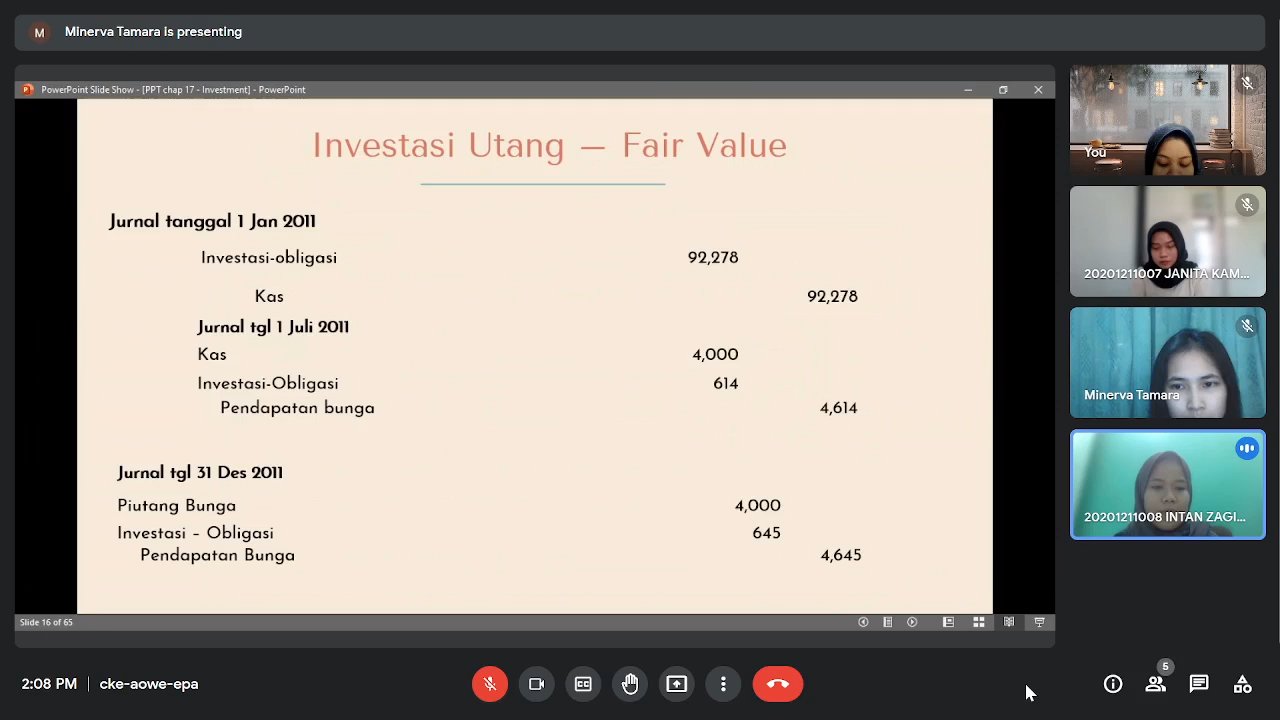 M Minerva Tamara is presenting
PowerPoint Slide Show - [PPT chap 17 - Investment] - PowerPoint
Investasi Utang – Fair Value
Jurnal tanggal 1 Jan 2011
Investasi-obligasi 92,278
Kas 92,278
Jurnal tgl 1 Juli 2011
Kas 4,000
Investasi-Obligasi 614
Pendapatan bunga 4,614
Jurnal tgl 31 Des 2011
Piutang Bunga 4,000
Investasi – Obligasi 645
Pendapatan Bunga 4,645
Slide 16 of 65
You
20201211007 JANITA KAM...
Minerva Tamara
20201211008 INTAN ZAGI...
2:08 PM | cke-aowe-epa
5